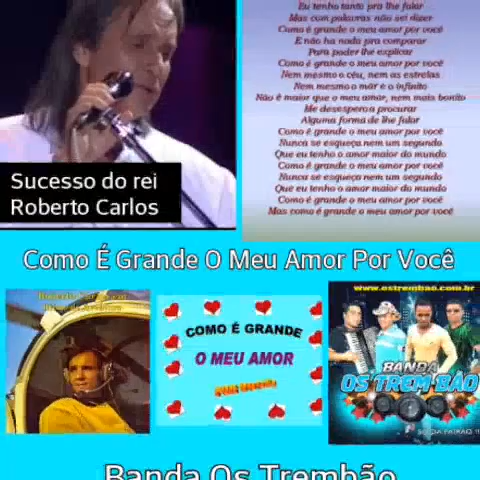 Eu tenho tanto pra lhe falar
Mas com palavras não sei dizer
Como é grande o meu amor por você
E não ha nada pra comparar
Para poder lhe explicar
Como é grande o meu amor por você
Nem mesmo o céu, nem as estrelas
Nem mesmo o mar e o infinito
Não é maior que o meu amor, nem mais bonito
Me desespero a procurar
Alguma forma de lhe falar
Como é grande o meu amor por você
Nunca se esqueça nem um segundo
Que eu tenho o amor maior do mundo
Como é grande o meu amor por você
Nunca se esqueça nem um segundo
Que eu tenho o amor maior do mundo
Como é grande o meu amor por você
Mas como é grande o meu amor por você
Sucesso do rei
Roberto Carlos
Como É Grande O Meu Amor Por Você
COMO É GRANDE
O MEU AMOR
www.ostrembao.com.br
BANDA
OS TREM BÃO
Banda Os Trembão